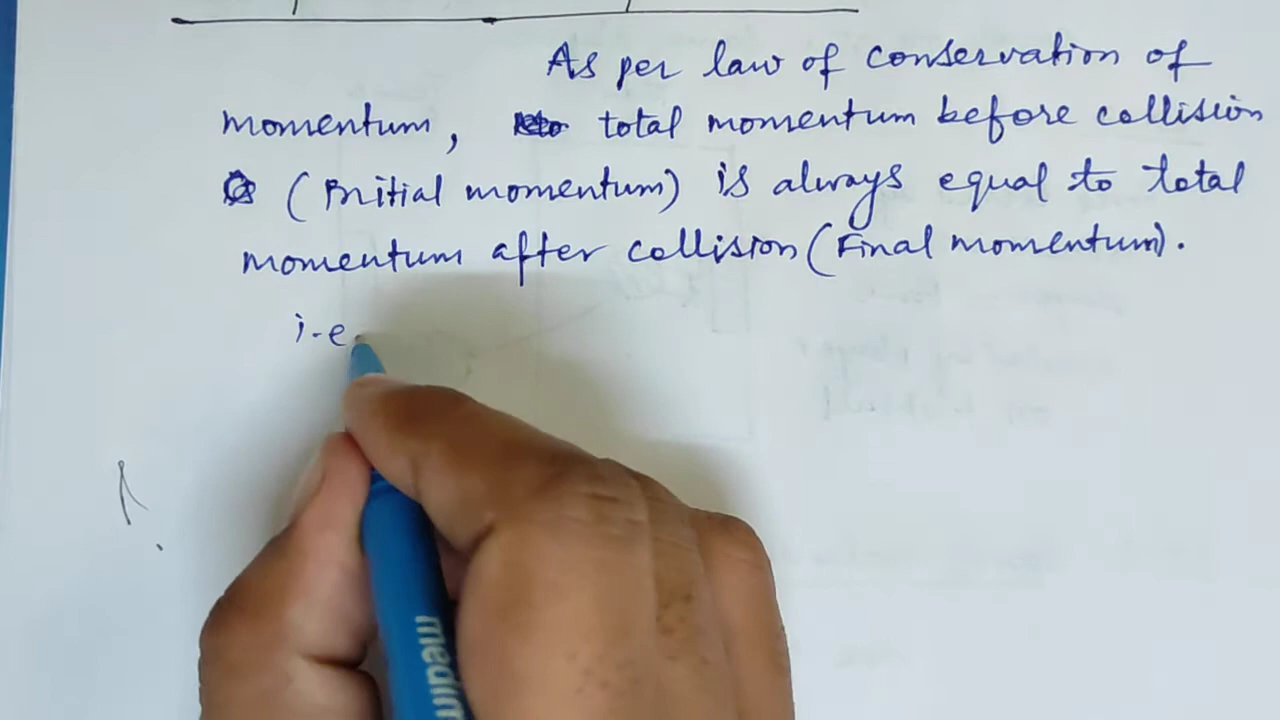 As per law of conservation of
momentum, total momentum before collision
(Initial momentum) is always equal to total
momentum after collision (Final momentum).
i.e